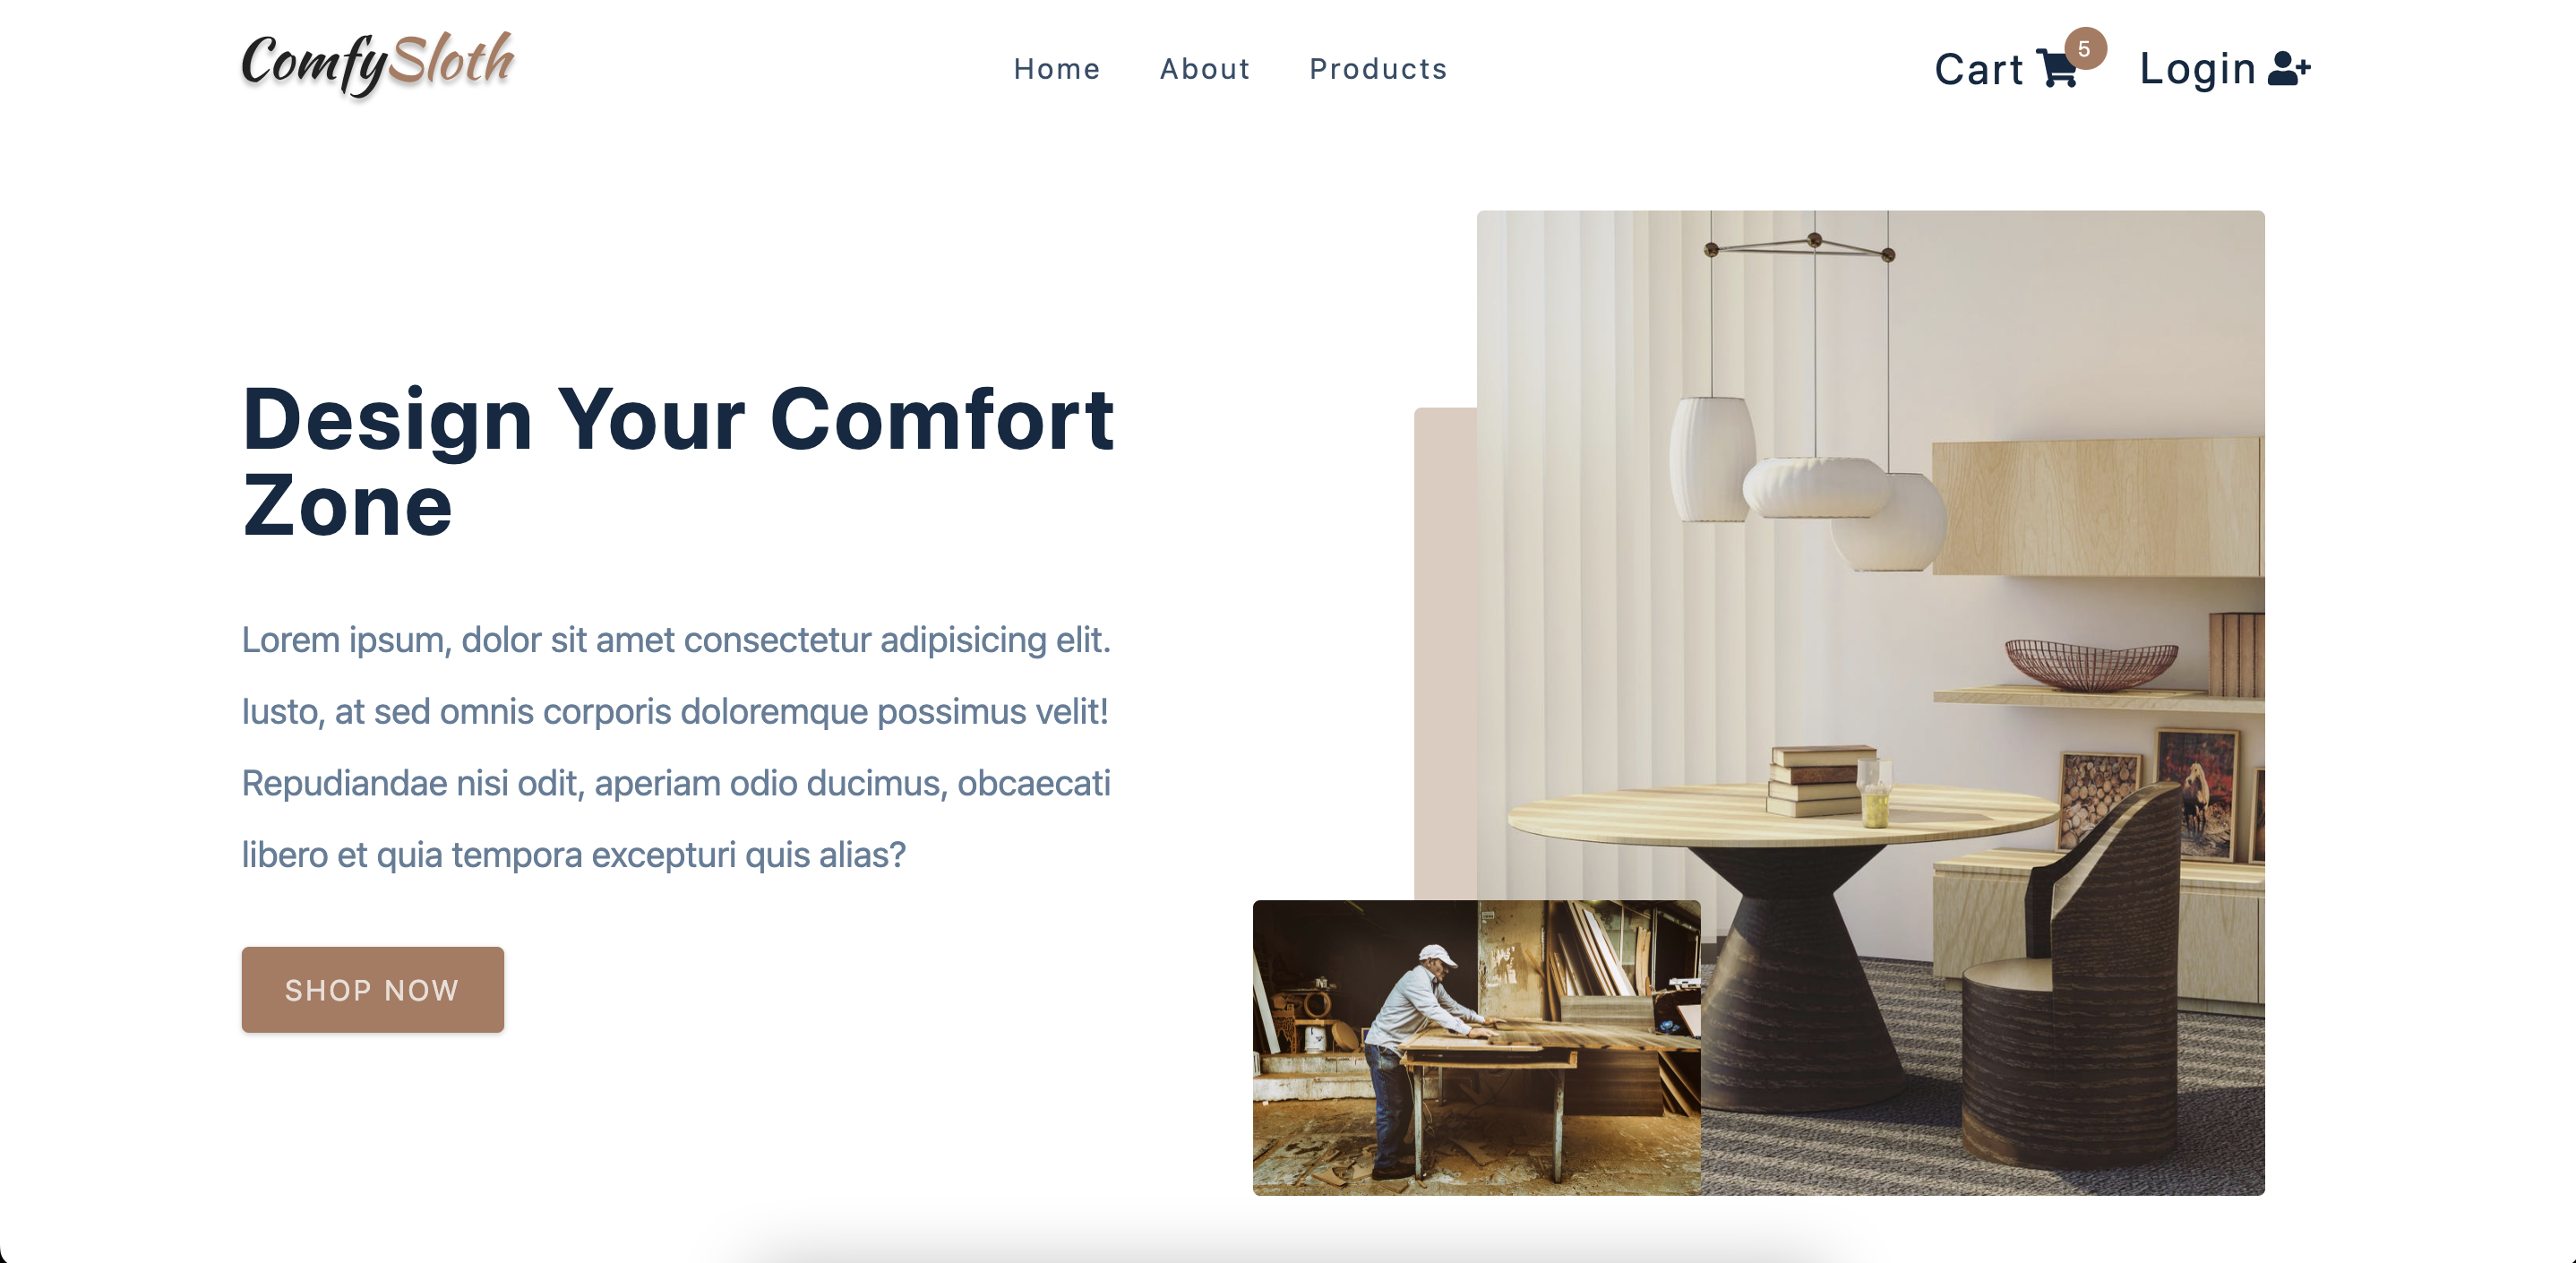 ComfySloth
Home About Products
Cart 5 Login
Design Your Comfort
Zone
Lorem ipsum, dolor sit amet consectetur adipisicing elit.
Iusto, at sed omnis corporis doloremque possimus velit!
Repudiandae nisi odit, aperiam odio ducimus, obcaecati
libero et quia tempora excepturi quis alias?
SHOP NOW